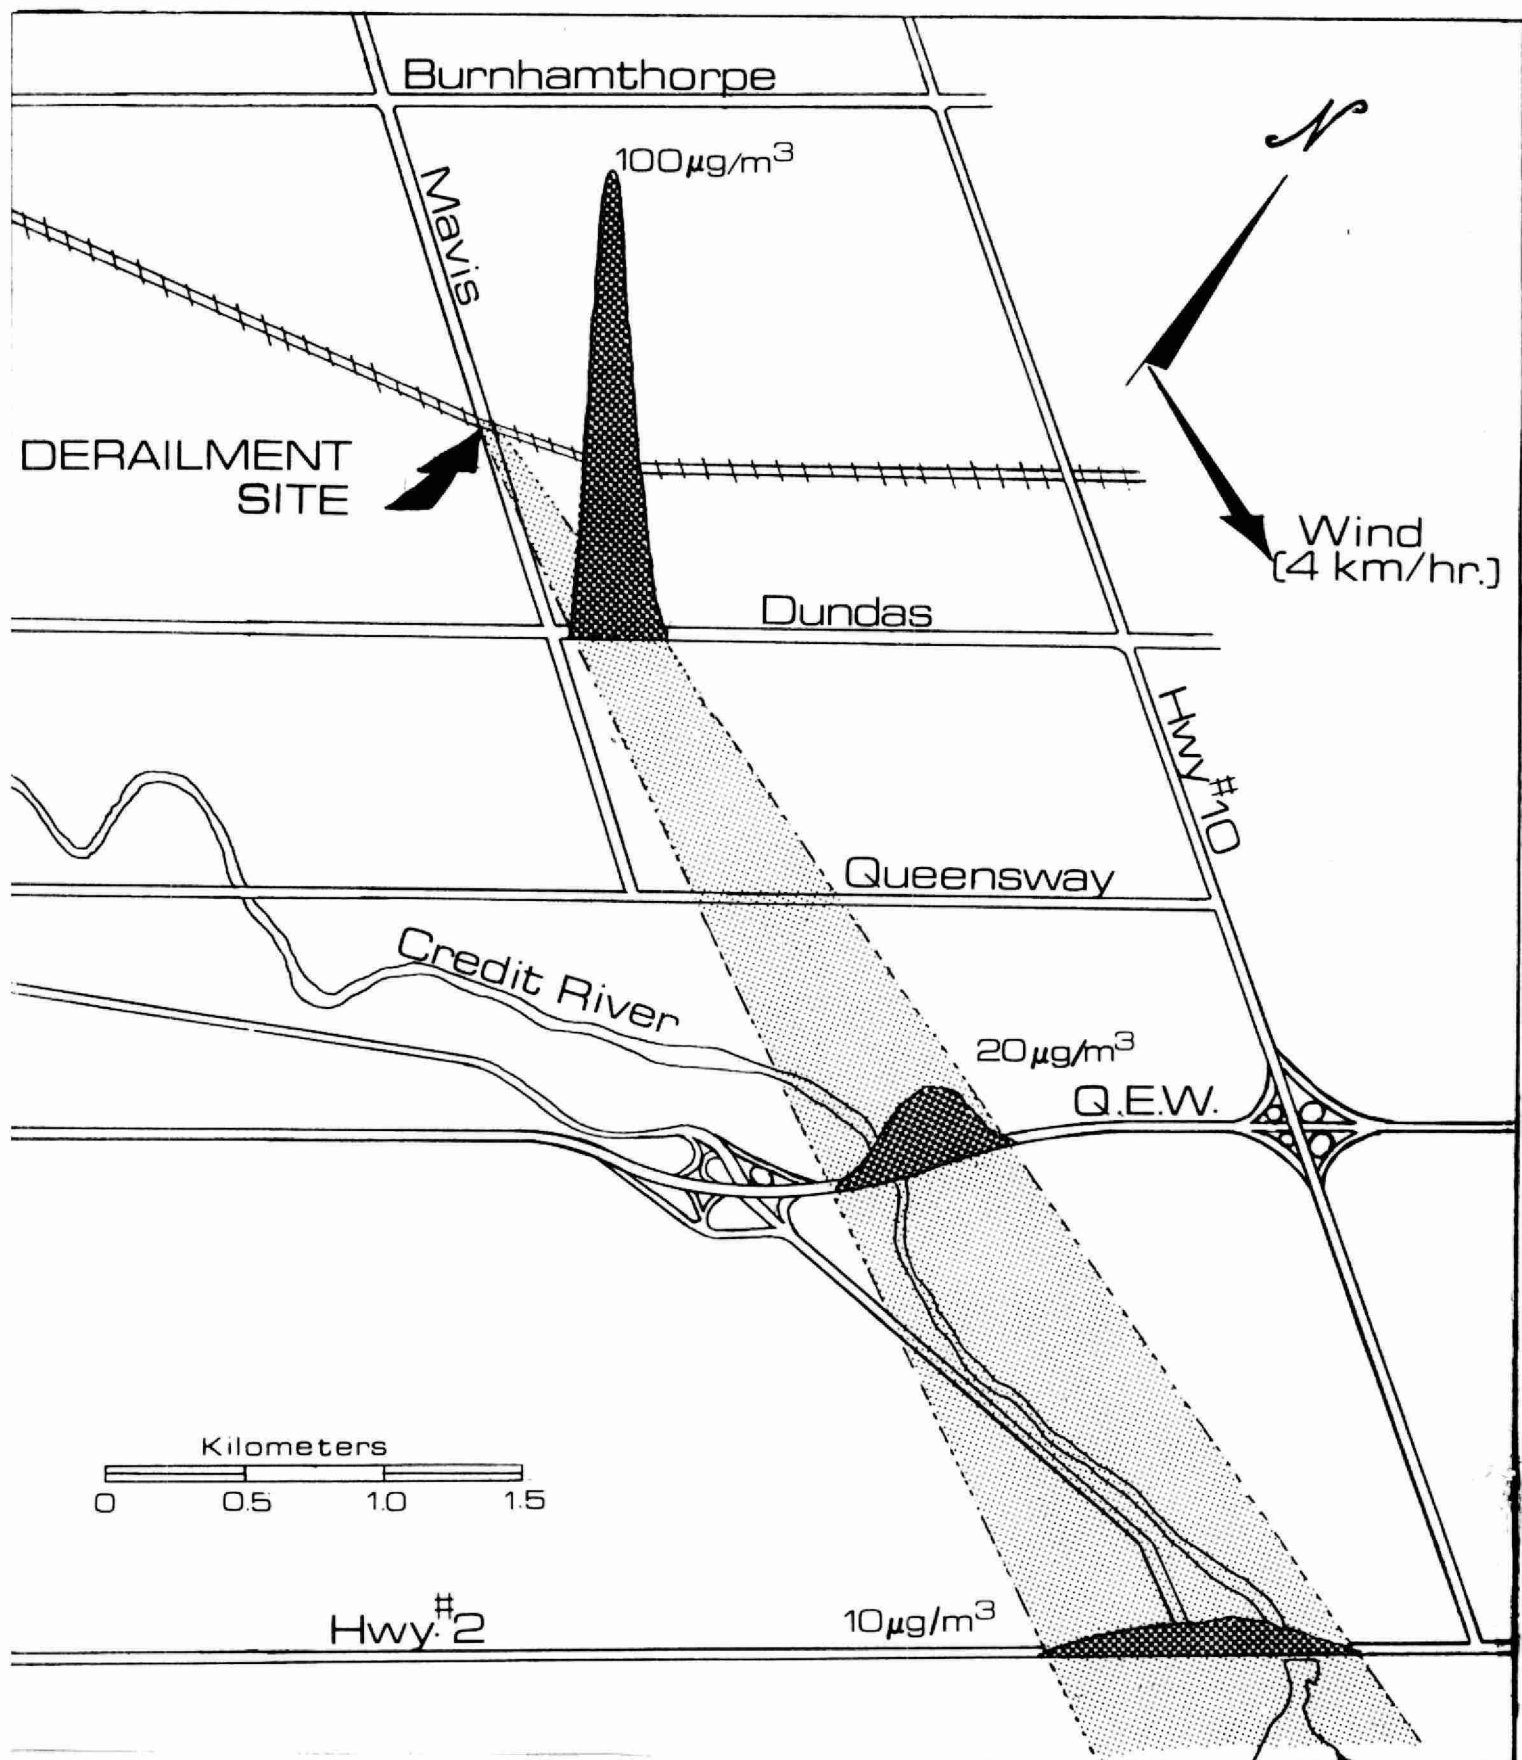 Burnhamthorpe
N
100μg/m³
Mavis
DERAILMENT
SITE
Wind
(4 km/hr.)
Dundas
Hwy #10
Queensway
Credit River
20μg/m³
Q.E.W.
Kilometers
0 0.5 1.0 1.5
10μg/m³
Hwy.#2